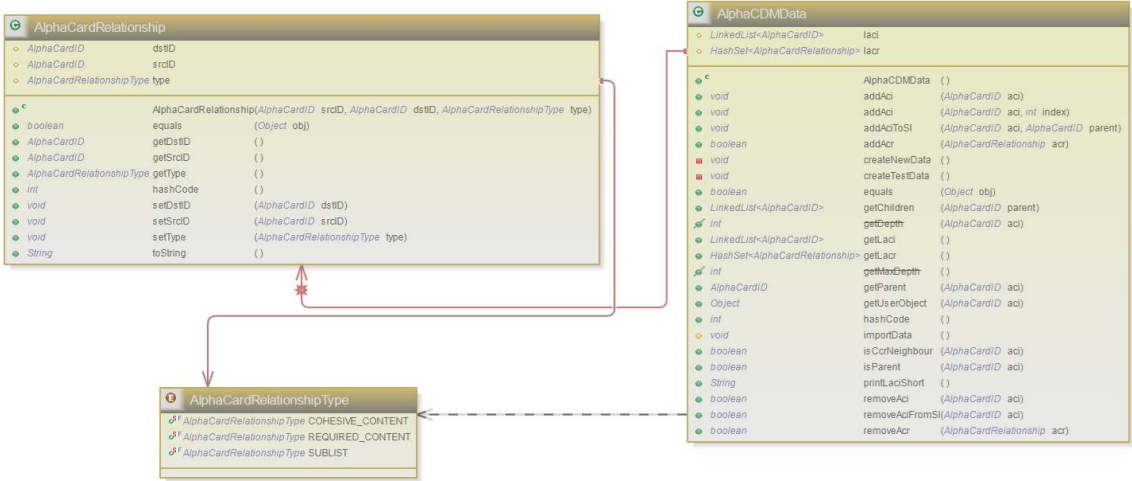 C AlphaCardRelationship
AlphaCardID dstID
AlphaCardID srcID
AlphaCardRelationshipType type
C AlphaCardRelationship(AlphaCardID srcID, AlphaCardID dstID, AlphaCardRelationshipType type)
boolean equals (Object obj)
AlphaCardID getDstID ()
AlphaCardID getSrcID ()
AlphaCardRelationshipType getType ()
int hashCode ()
void setDstID (AlphaCardID dstID)
void setSrcID (AlphaCardID srcID)
void setType (AlphaCardRelationshipType type)
String toString ()
C AlphaCDMData
LinkedList<AlphaCardID> laci
HashSet<AlphaCardRelationship> lacr
C AlphaCDMData ()
void addAci (AlphaCardID aci)
void addAci (AlphaCardID aci, int index)
void addAciToSl (AlphaCardID aci, AlphaCardID parent)
boolean addAcr (AlphaCardRelationship acr)
void createNewData ()
void createTestData ()
boolean equals (Object obj)
LinkedList<AlphaCardID> getChildren (AlphaCardID parent)
int getDepth (AlphaCardID aci)
LinkedList<AlphaCardID> getLaci ()
HashSet<AlphaCardRelationship> getLacr ()
int getMaxDepth ()
AlphaCardID getParent (AlphaCardID aci)
Object getUserObject (AlphaCardID aci)
int hashCode ()
void importData ()
boolean isCcrNeighbour (AlphaCardID aci)
boolean isParent (AlphaCardID aci)
String printLaciShort ()
boolean removeAci (AlphaCardID aci)
boolean removeAciFromSl(AlphaCardID aci)
boolean removeAcr (AlphaCardRelationship acr)
E AlphaCardRelationshipType
S F AlphaCardRelationshipType COHESIVE_CONTENT
S F AlphaCardRelationshipType REQUIRED_CONTENT
S F AlphaCardRelationshipType SUBLIST